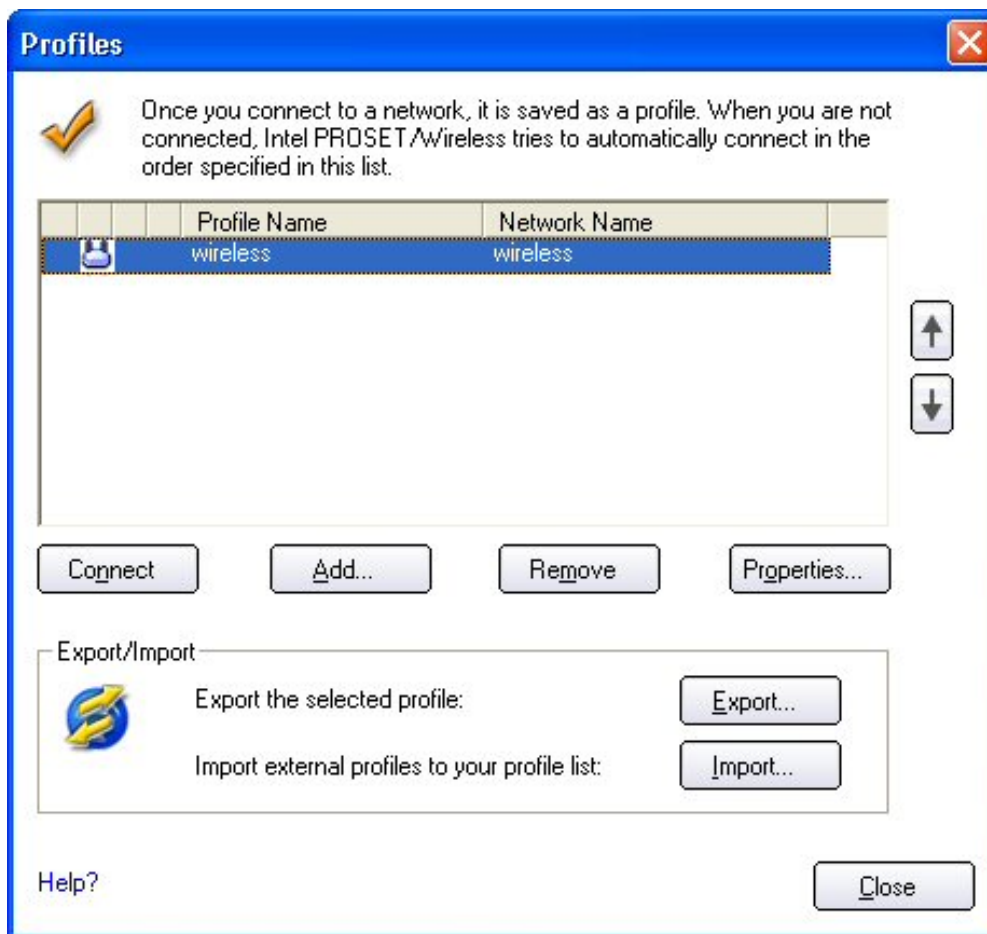 Profiles
Once you connect to a network, it is saved as a profile. When you are not
connected, Intel PROSET/Wireless tries to automatically connect in the
order specified in this list.
Profile Name Network Name
wireless wireless
Connect Add... Remove Properties...
Export/Import
Export the selected profile: Export...
Import external profiles to your profile list: Import...
Help? Close